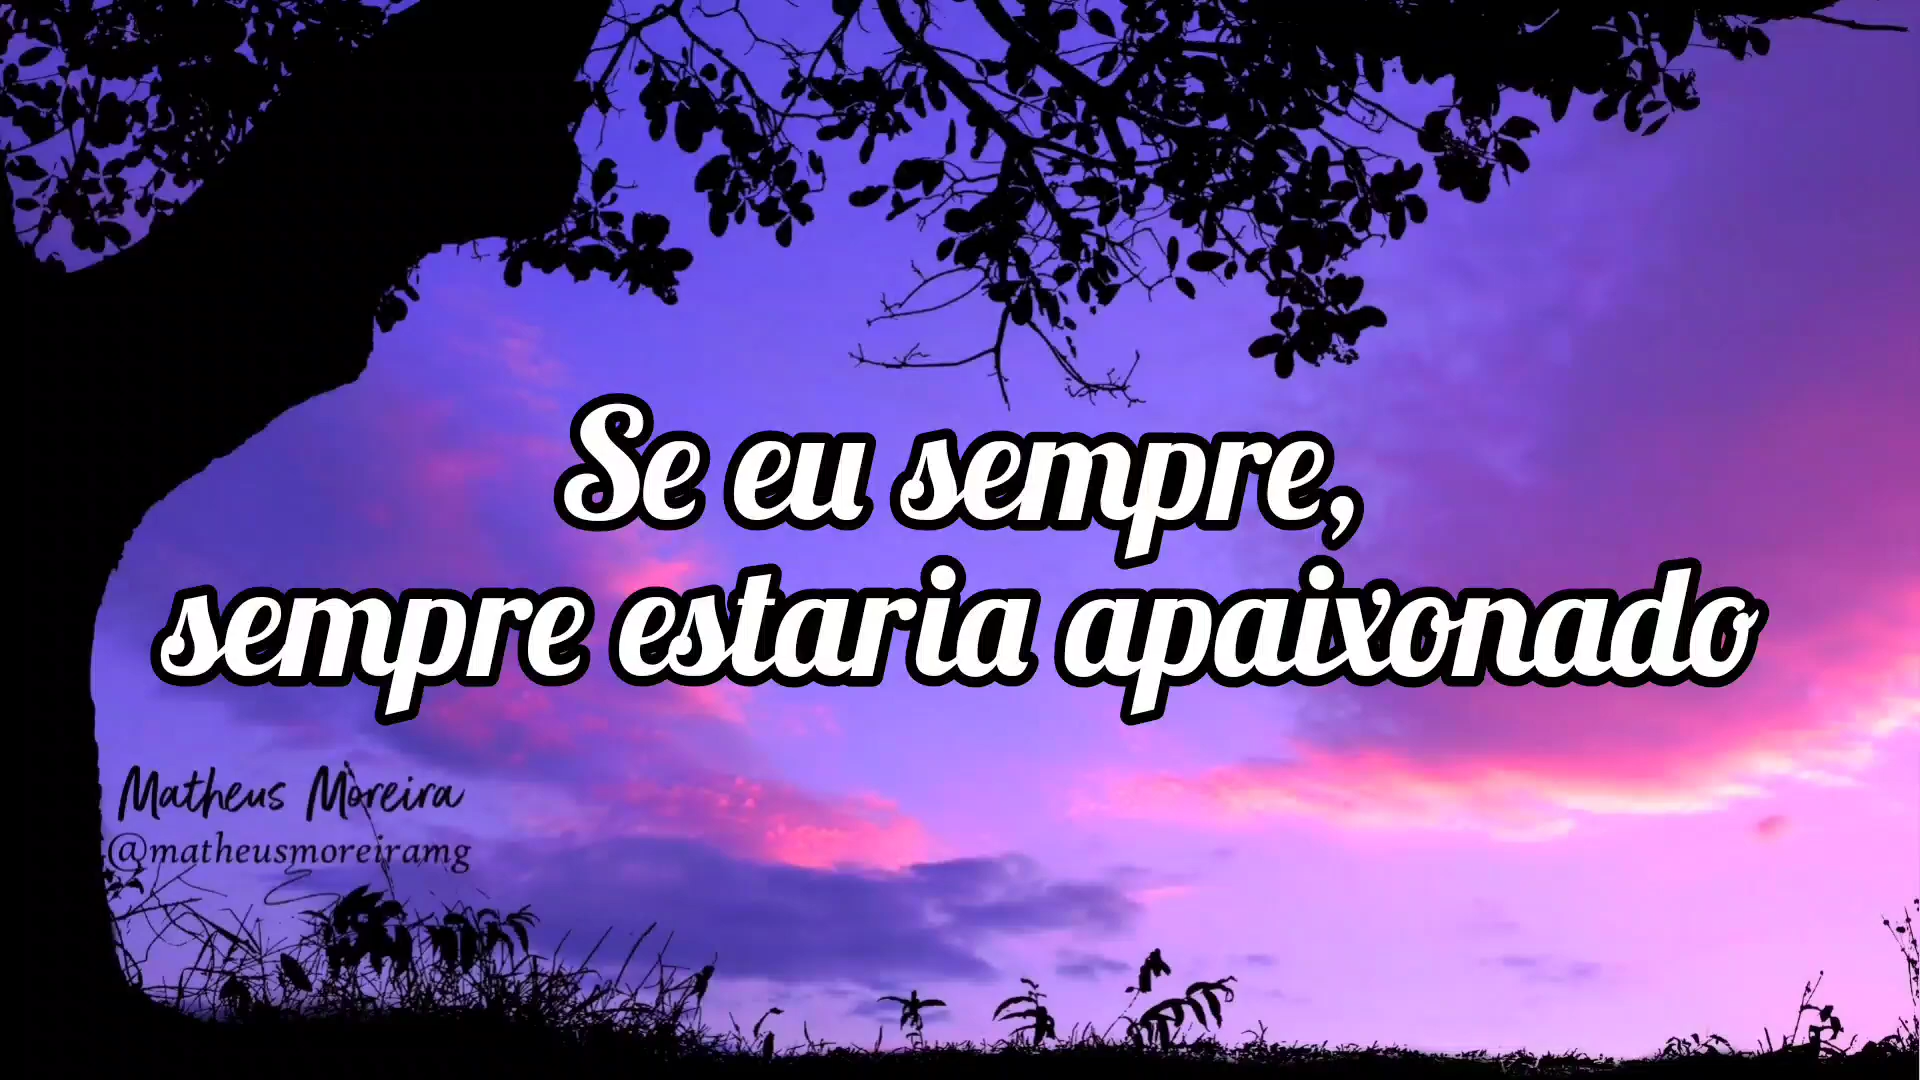 Se eu sempre,
sempre estaria apaixonado
Matheus Moreira
@matheusmoreiramg